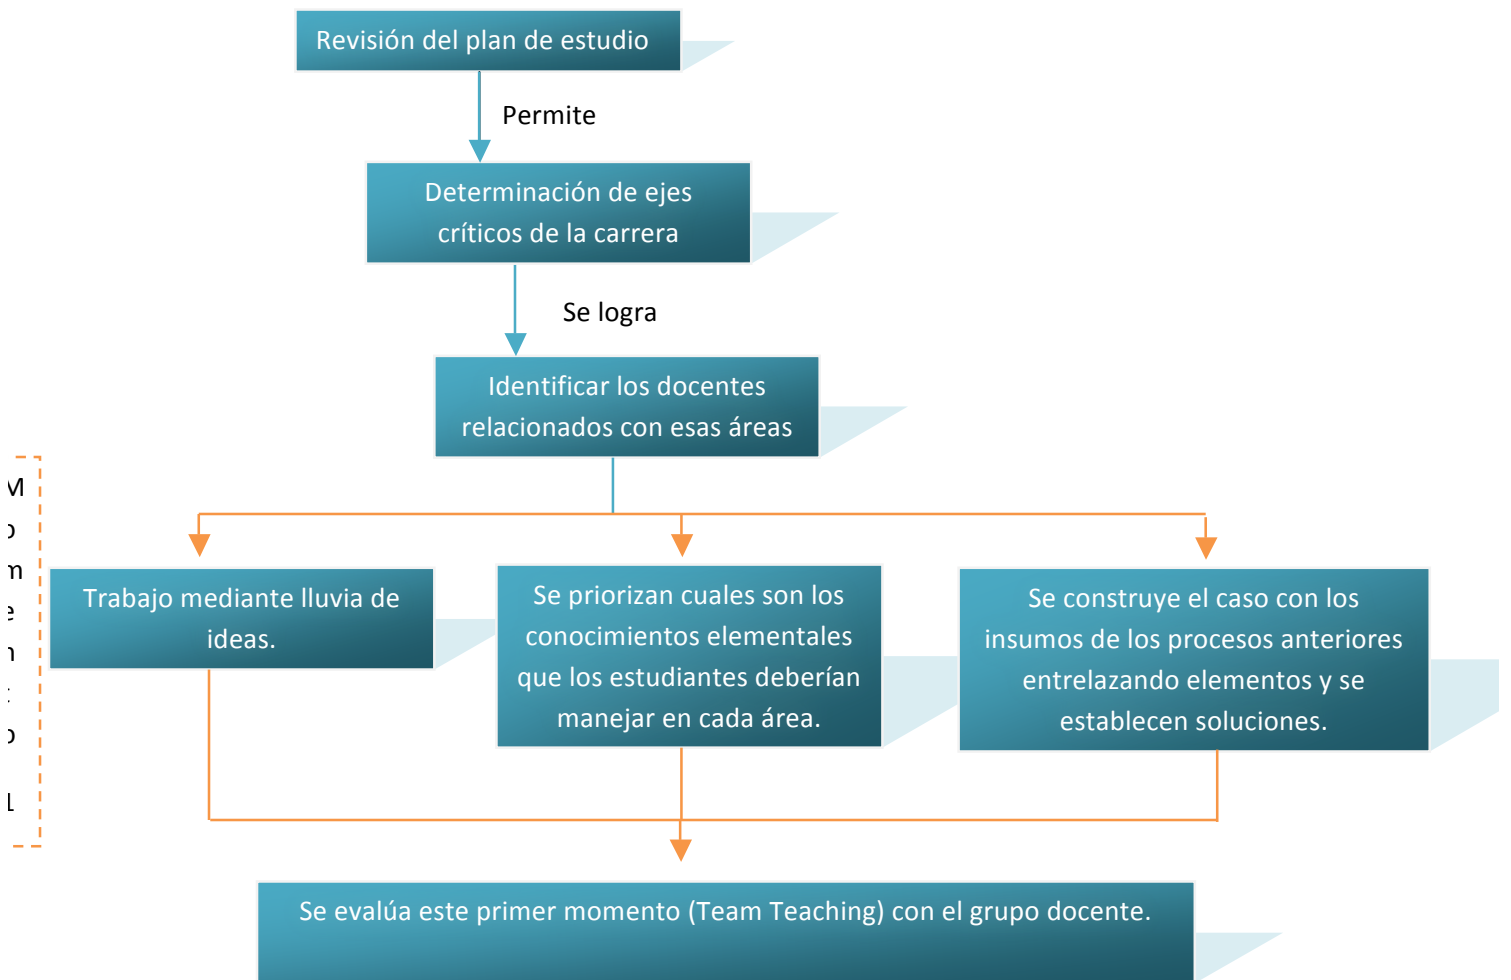 Revisión del plan de estudio
Permite
Determinación de ejes
críticos de la carrera
Se logra
Identificar los docentes
relacionados con esas áreas
M
o
m
e
n
t
o
1
Trabajo mediante lluvia de
ideas.
Se priorizan cuales son los
conocimientos elementales
que los estudiantes deberían
manejar en cada área.
Se construye el caso con los
insumos de los procesos anteriores
entrelazando elementos y se
establecen soluciones.
Se evalúa este primer momento (Team Teaching) con el grupo docente.